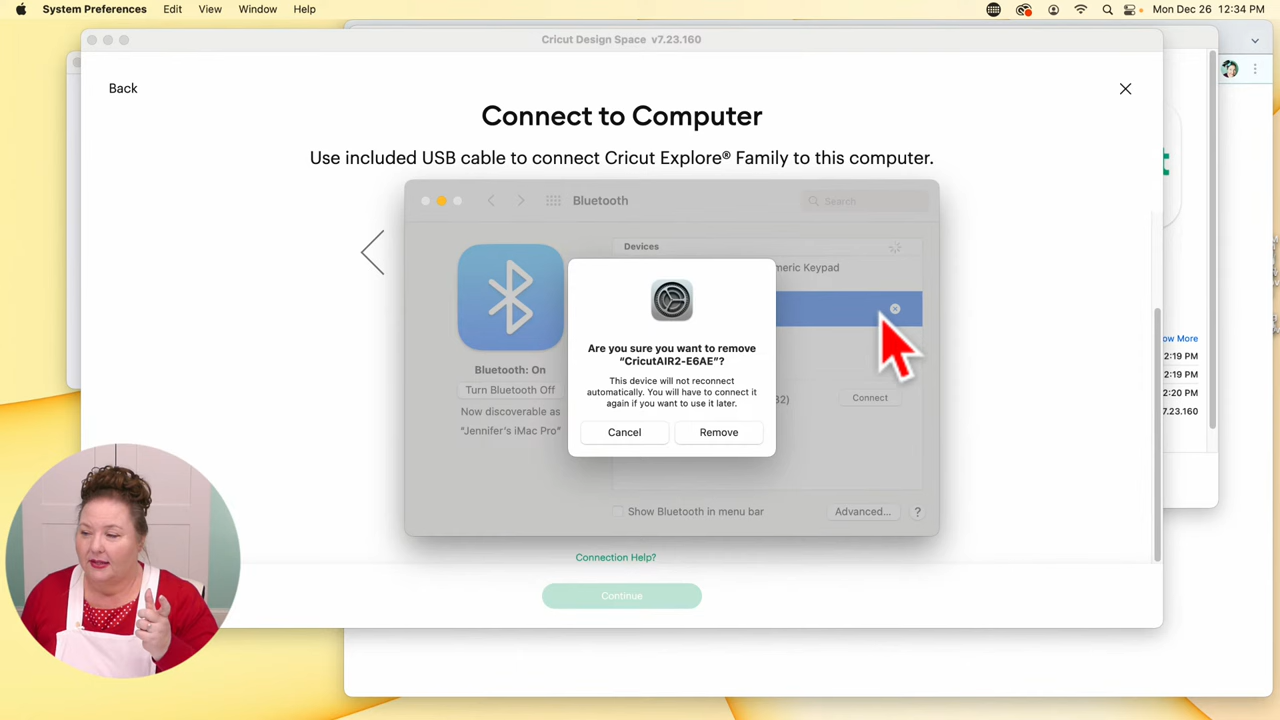 System Preferences Edit View Window Help Mon Dec 26 12:34 PM
Cricut Design Space v7.23.160
Back
Connect to Computer
Use included USB cable to connect Cricut Explore® Family to this computer.
Bluetooth
Search
Devices
meric Keypad
Are you sure you want to remove
“CricutAIR2-E6AE”?
This device will not reconnect
automatically. You will have to connect it
again if you want to use it later.
Cancel Remove
Bluetooth: On
Turn Bluetooth Off
Now discoverable as
“Jennifer’s iMac Pro”
32) Connect
Show Bluetooth in menu bar Advanced... ?
Connection Help?
Continue
ow More
2:19 PM
2:19 PM
2:20 PM
7.23.160
t